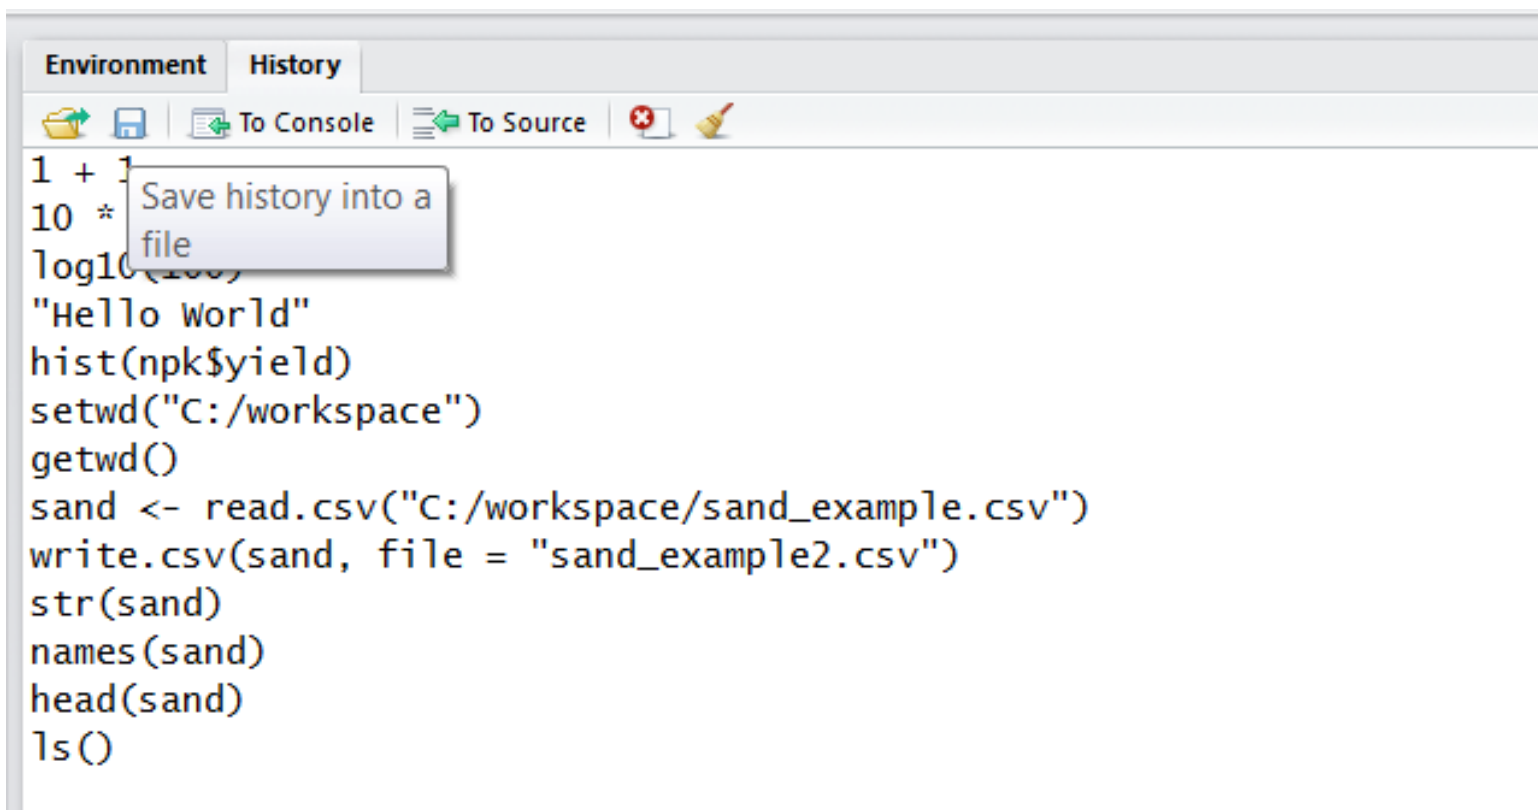 Environment History
To Console To Source
1 + 1
Save history into a
file
10 *
log10(100)
"Hello World"
hist(npk$yield)
setwd("C:/workspace")
getwd()
sand <- read.csv("C:/workspace/sand_example.csv")
write.csv(sand, file = "sand_example2.csv")
str(sand)
names(sand)
head(sand)
ls()